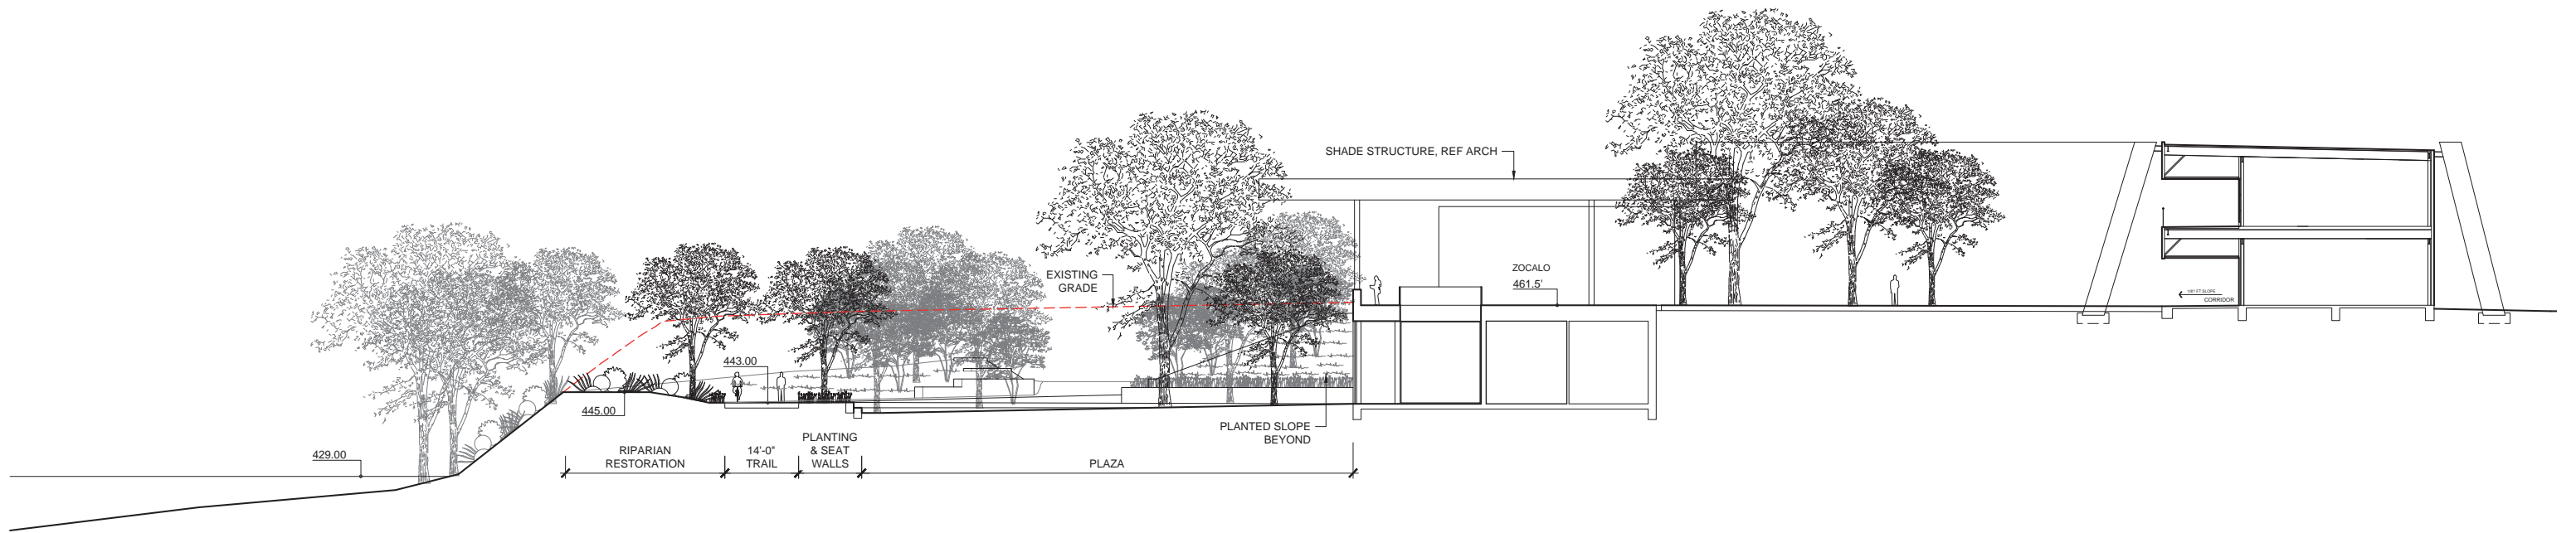 SHADE STRUCTURE, REF ARCH
EXISTING
GRADE
ZOCALO
461.5'
CORRIDOR
443.00
445.00
429.00
PLANTED SLOPE
BEYOND
RIPARIAN
RESTORATION
14'-0"
TRAIL
PLANTING
& SEAT
WALLS
PLAZA